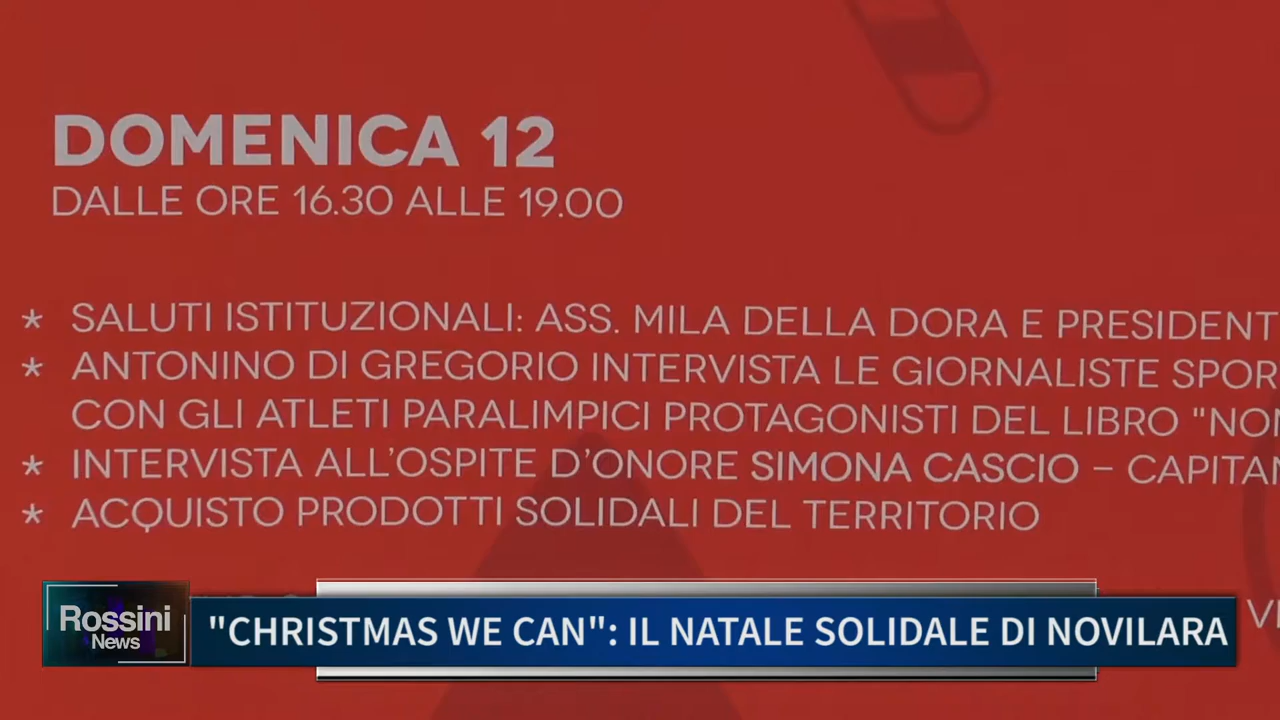 DOMENICA 12
DALLE ORE 16.30 ALLE 19.00
* SALUTI ISTITUZIONALI: ASS. MILA DELLA DORA E PRESIDENT
* ANTONINO DI GREGORIO INTERVISTA LE GIORNALISTE SPOR
CON GLI ATLETI PARALIMPICI PROTAGONISTI DEL LIBRO "NO
* INTERVISTA ALL'OSPITE D'ONORE SIMONA CASCIO – CAPITAN
* ACQUISTO PRODOTTI SOLIDALI DEL TERRITORIO
Rossini
News
"CHRISTMAS WE CAN": IL NATALE SOLIDALE DI NOVILARA